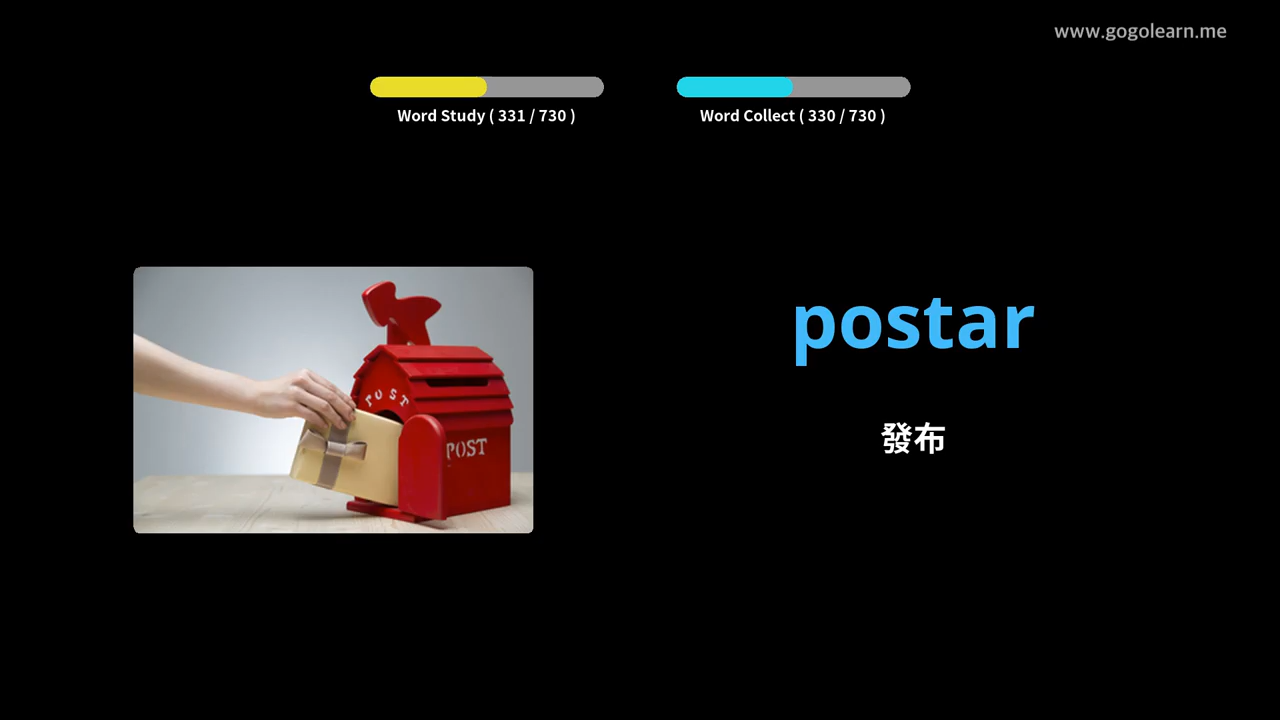 www.gogolearn.me
Word Study ( 331 / 730 )
Word Collect ( 330 / 730 )
POST
POST
postar
發布